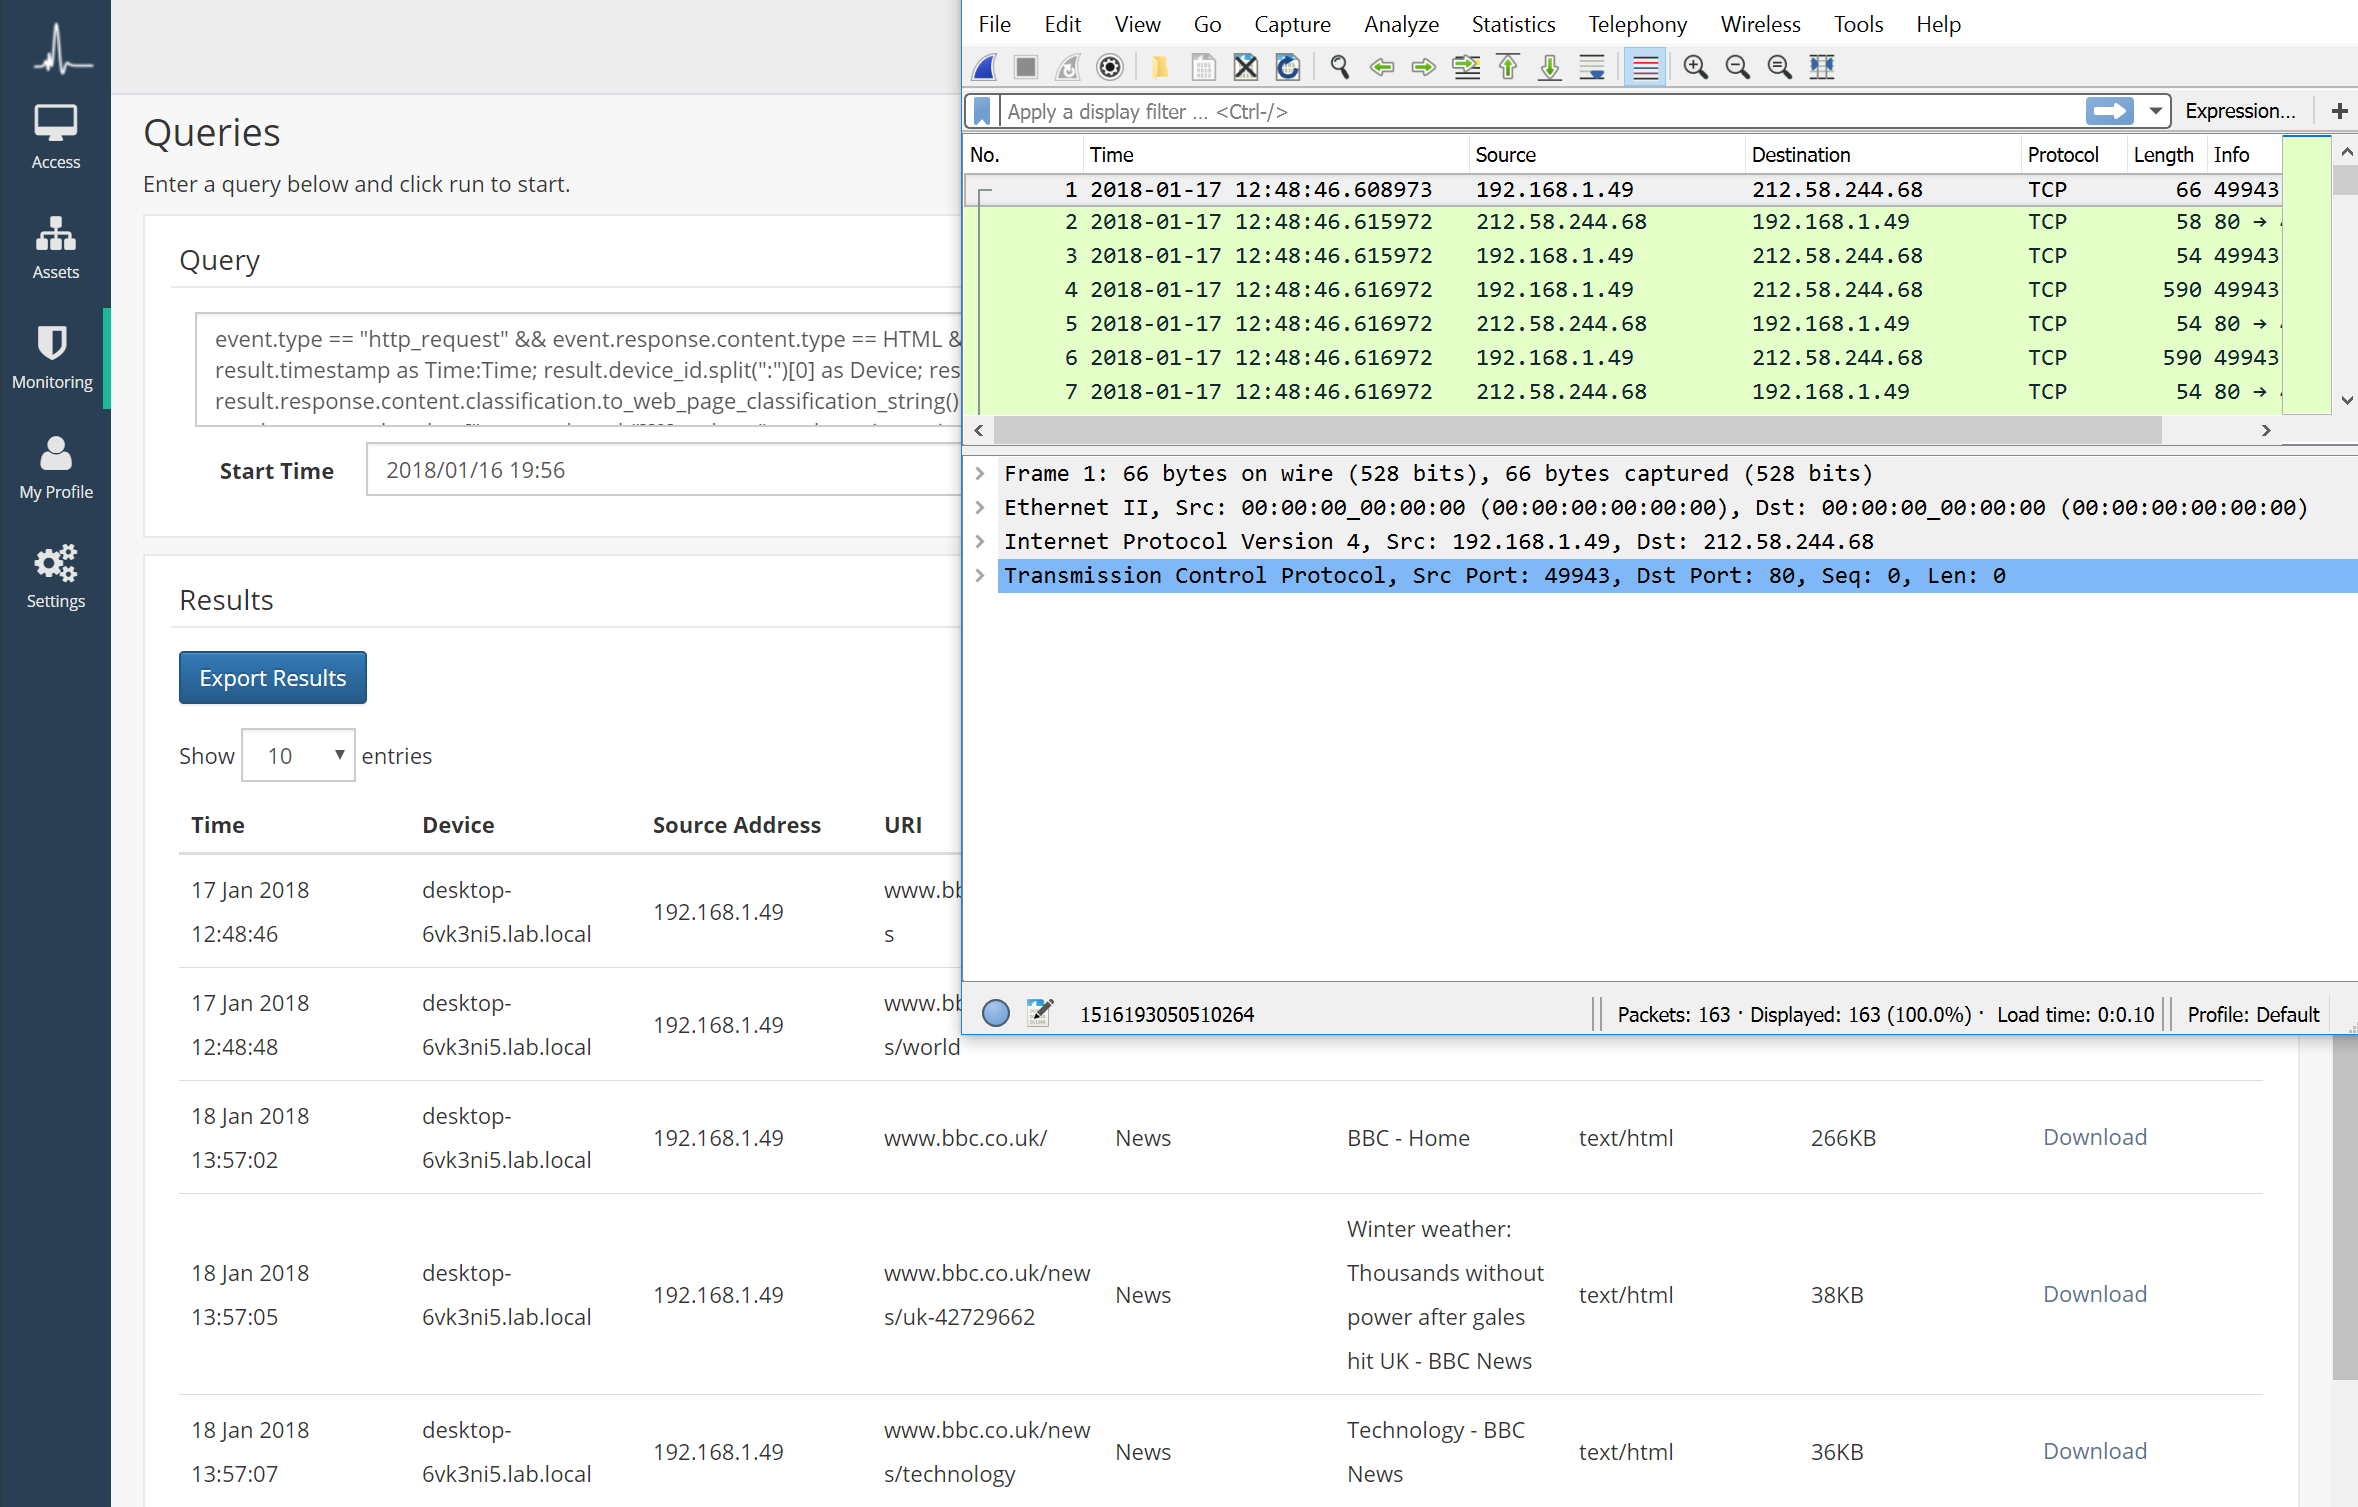 Access
Assets
Monitoring
My Profile
Settings
Queries
Enter a query below and click run to start.
Query
event.type == "http_request" && event.response.content.type == HTML &
result.timestamp as Time:Time; result.device_id.split(":")[0] as Device; res
result.response.content.classification.to_web_page_classification_string()
Start Time 2018/01/16 19:56
Results
Export Results
Show 10 entries
Time Device Source Address URI
17 Jan 2018 desktop- www.bb
192.168.1.49
12:48:46 6vk3ni5.lab.local s
17 Jan 2018 desktop- www.bb
192.168.1.49
12:48:48 6vk3ni5.lab.local s/world
18 Jan 2018 desktop-
192.168.1.49 www.bbc.co.uk/ News BBC - Home text/html 266KB Download
13:57:02 6vk3ni5.lab.local
Winter weather:
18 Jan 2018 desktop- www.bbc.co.uk/new Thousands without
192.168.1.49 News text/html 38KB Download
13:57:05 6vk3ni5.lab.local s/uk-42729662 power after gales
hit UK - BBC News
18 Jan 2018 desktop- www.bbc.co.uk/new Technology - BBC
192.168.1.49 News text/html 36KB Download
13:57:07 6vk3ni5.lab.local s/technology News
File Edit View Go Capture Analyze Statistics Telephony Wireless Tools Help
Apply a display filter ... <Ctrl-/> Expression... +
No. Time Source Destination Protocol Length Info
1 2018-01-17 12:48:46.608973 192.168.1.49 212.58.244.68 TCP 66 49943
2 2018-01-17 12:48:46.615972 212.58.244.68 192.168.1.49 TCP 58 80 →
3 2018-01-17 12:48:46.615972 192.168.1.49 212.58.244.68 TCP 54 49943
4 2018-01-17 12:48:46.616972 192.168.1.49 212.58.244.68 TCP 590 49943
5 2018-01-17 12:48:46.616972 212.58.244.68 192.168.1.49 TCP 54 80 →
6 2018-01-17 12:48:46.616972 192.168.1.49 212.58.244.68 TCP 590 49943
7 2018-01-17 12:48:46.616972 212.58.244.68 192.168.1.49 TCP 54 80 →
Frame 1: 66 bytes on wire (528 bits), 66 bytes captured (528 bits)
Ethernet II, Src: 00:00:00_00:00:00 (00:00:00:00:00:00), Dst: 00:00:00_00:00:00 (00:00:00:00:00:00)
Internet Protocol Version 4, Src: 192.168.1.49, Dst: 212.58.244.68
Transmission Control Protocol, Src Port: 49943, Dst Port: 80, Seq: 0, Len: 0
1516193050510264 Packets: 163 · Displayed: 163 (100.0%) · Load time: 0:0.10 Profile: Default